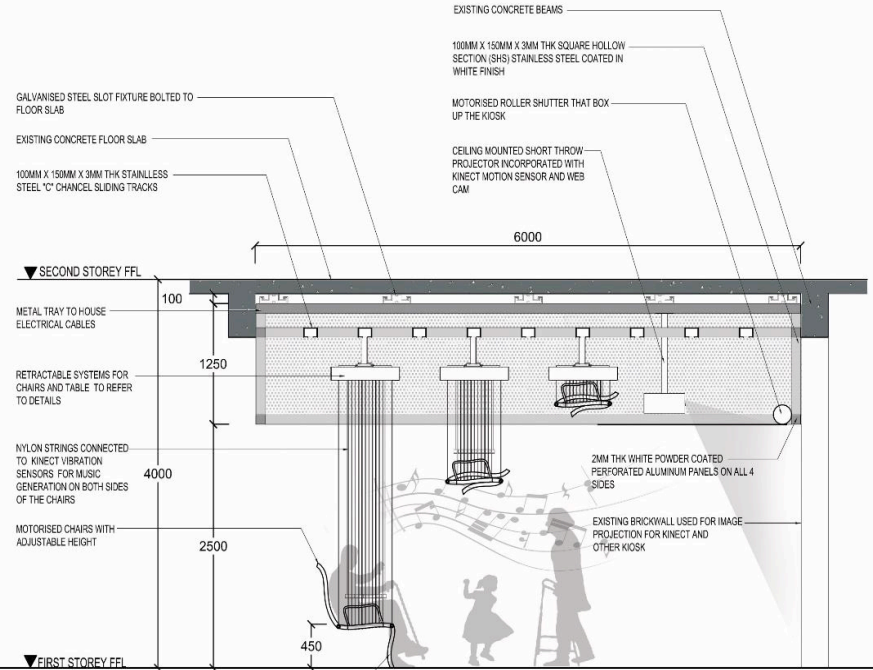 EXISTING CONCRETE BEAMS
100MM X 150MM X 3MM THK SQUARE HOLLOW
SECTION (SHS) STAINLESS STEEL COATED IN
WHITE FINISH
MOTORISED ROLLER SHUTTER THAT BOX
UP THE KIOSK
CEILING MOUNTED SHORT THROW
PROJECTOR INCORPORATED WITH
KINECT MOTION SENSOR AND WEB
CAM
GALVANISED STEEL SLOT FIXTURE BOLTED TO
FLOOR SLAB
EXISTING CONCRETE FLOOR SLAB
100MM X 150MM X 3MM THK STAINLLESS
STEEL "C" CHANCEL SLIDING TRACKS
6000
SECOND STOREY FFL
100
METAL TRAY TO HOUSE
ELECTRICAL CABLES
1250
RETRACTABLE SYSTEMS FOR
CHAIRS AND TABLE TO REFER
TO DETAILS
NYLON STRINGS CONNECTED
TO KINECT VIBRATION
SENSORS FOR MUSIC
GENERATION ON BOTH SIDES
OF THE CHAIRS
4000
MOTORISED CHAIRS WITH
ADJUSTABLE HEIGHT
2500
450
FIRST STOREY FFL
2MM THK WHITE POWDER COATED
PERFORATED ALUMINUM PANELS ON ALL 4
SIDES
EXISTING BRICKWALL USED FOR IMAGE
PROJECTION FOR KINECT AND
OTHER KIOSK